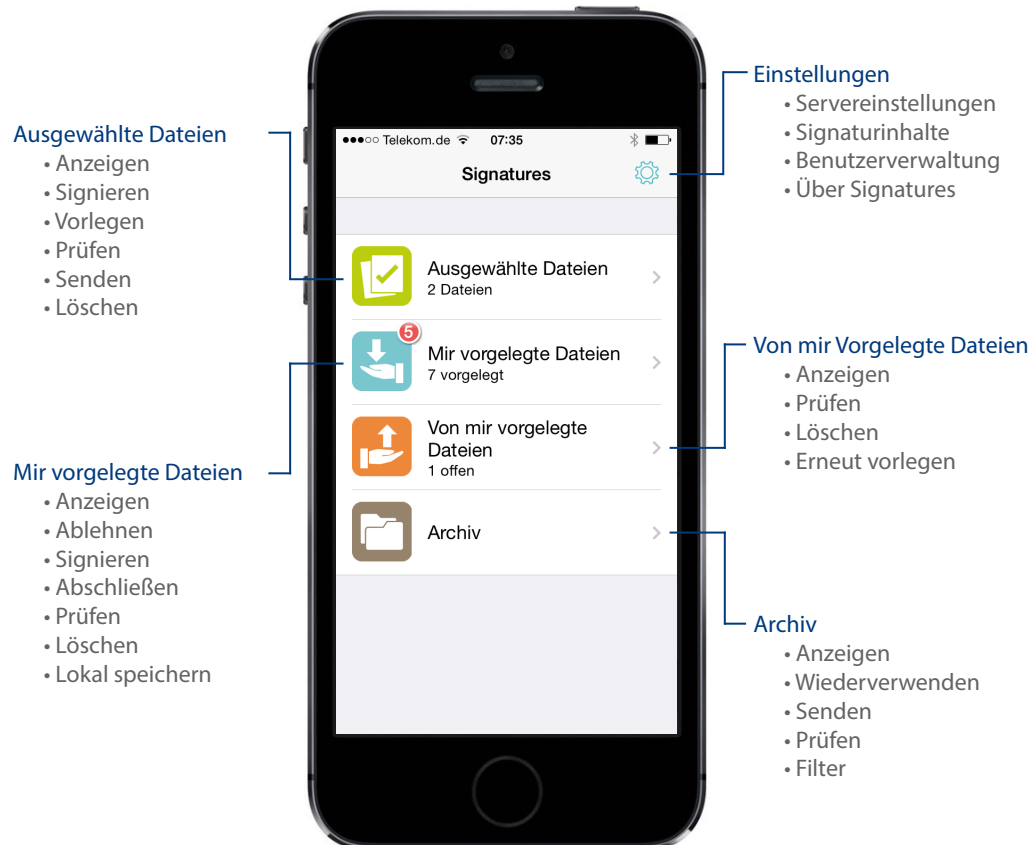 Ausgewählte Dateien
• Anzeigen
• Signieren
• Vorlegen
• Prüfen
• Senden
• Löschen
Mir vorgelegte Dateien
• Anzeigen
• Ablehnen
• Signieren
• Abschließen
• Prüfen
• Löschen
• Lokal speichern
Telekom.de 07:35
Signatures
Ausgewählte Dateien
2 Dateien
5
Mir vorgelegte Dateien
7 vorgelegt
Von mir vorgelegte
Dateien
1 offen
Archiv
Einstellungen
• Servereinstellungen
• Signaturinhalte
• Benutzerverwaltung
• Über Signatures
Von mir Vorgelegte Dateien
• Anzeigen
• Prüfen
• Löschen
• Erneut vorlegen
Archiv
• Anzeigen
• Wiederverwenden
• Senden
• Prüfen
• Filter